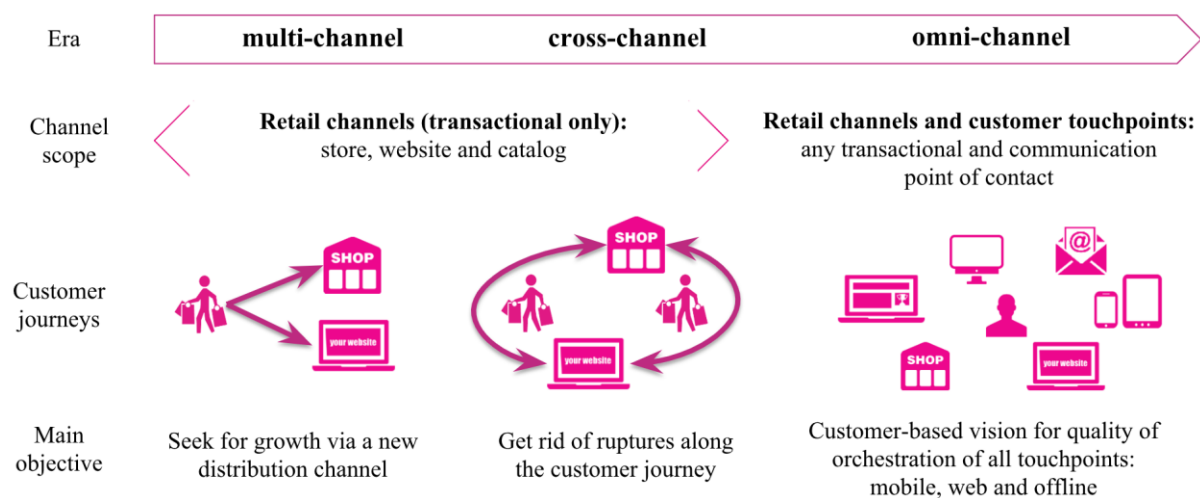 Era
multi-channel
cross-channel
omni-channel
Channel
scope
Retail channels (transactional only):
store, website and catalog
Retail channels and customer touchpoints:
any transactional and communication
point of contact
Customer
journeys
SHOP
your website
SHOP
your website
@
SHOP
your website
Main
objective
Seek for growth via a new
distribution channel
Get rid of ruptures along
the customer journey
Customer-based vision for quality of
orchestration of all touchpoints:
mobile, web and offline